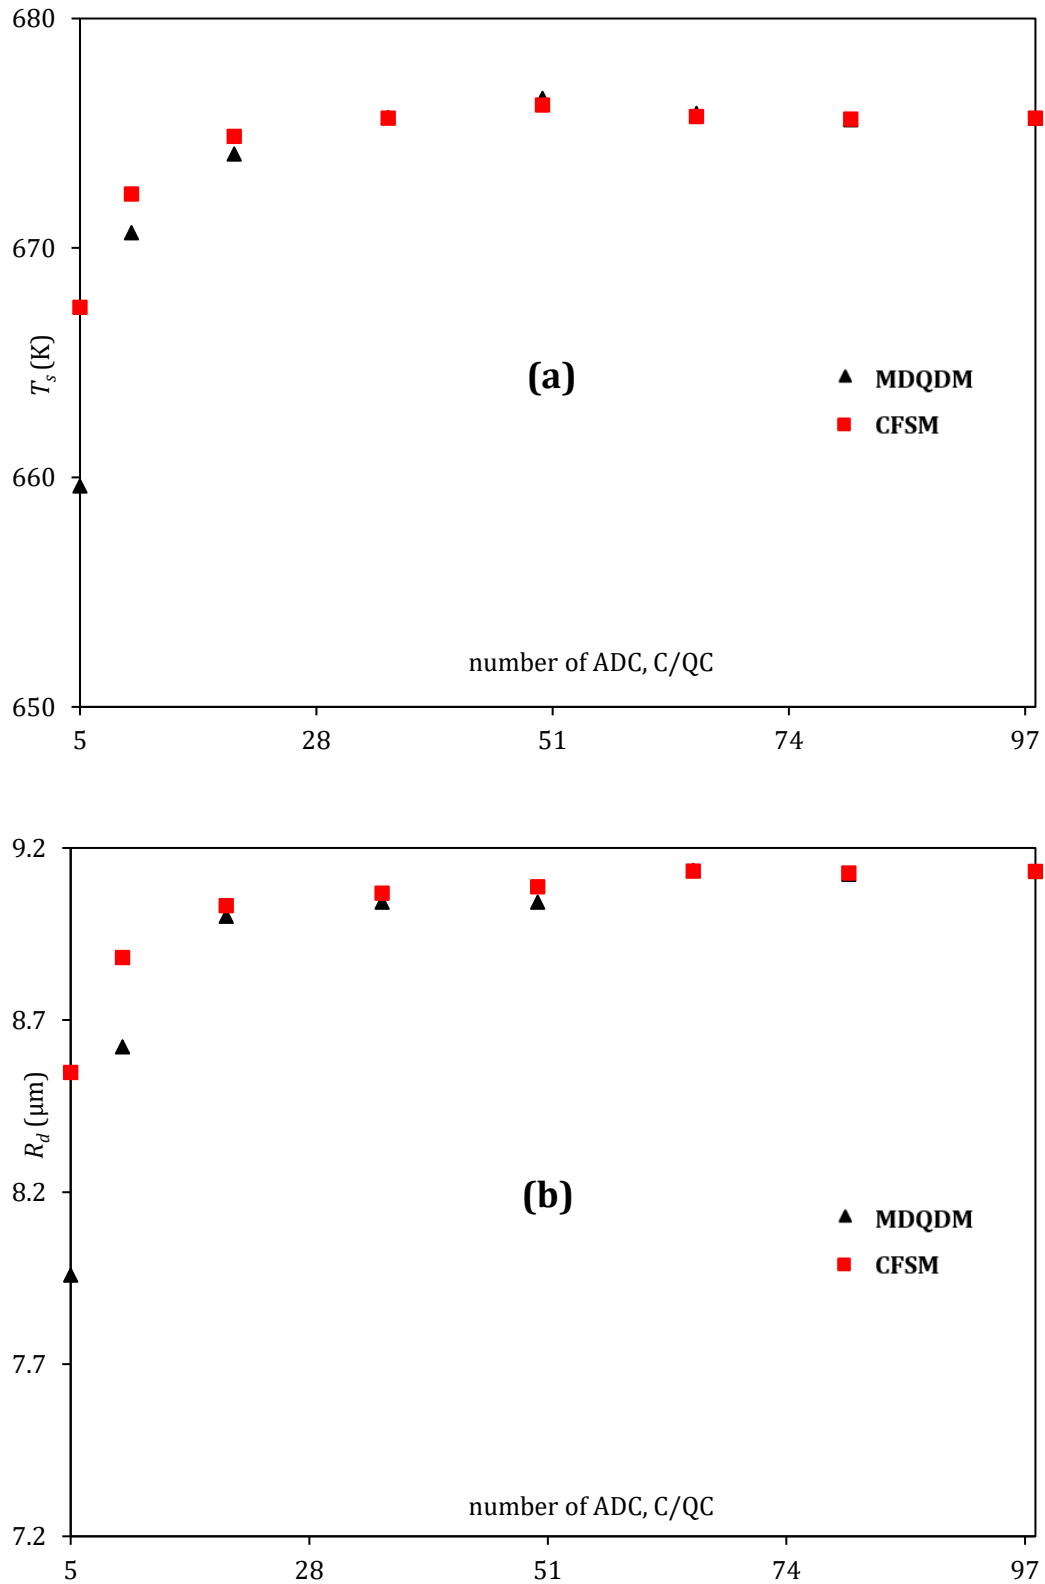 680
670
660
650
T_s (K)
(a)
MDQDM
CFSM
number of ADC, C/QC
5 28 51 74 97
9.2
8.7
8.2
7.7
7.2
R_d (μm)
(b)
MDQDM
CFSM
number of ADC, C/QC
5 28 51 74 97